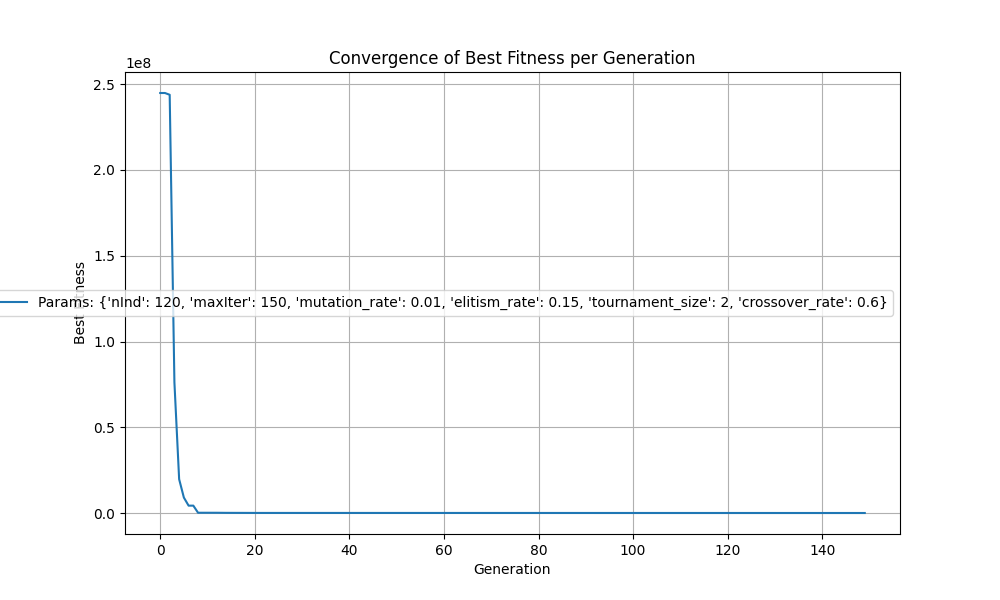 Convergence of Best Fitness per Generation
1e8
2.5
2.0
1.5
1.0
0.5
0.0
Best
ness
Params: {'nInd': 120, 'maxIter': 150, 'mutation_rate': 0.01, 'elitism_rate': 0.15, 'tournament_size': 2, 'crossover_rate': 0.6}
0 20 40 60 80 100 120 140
Generation